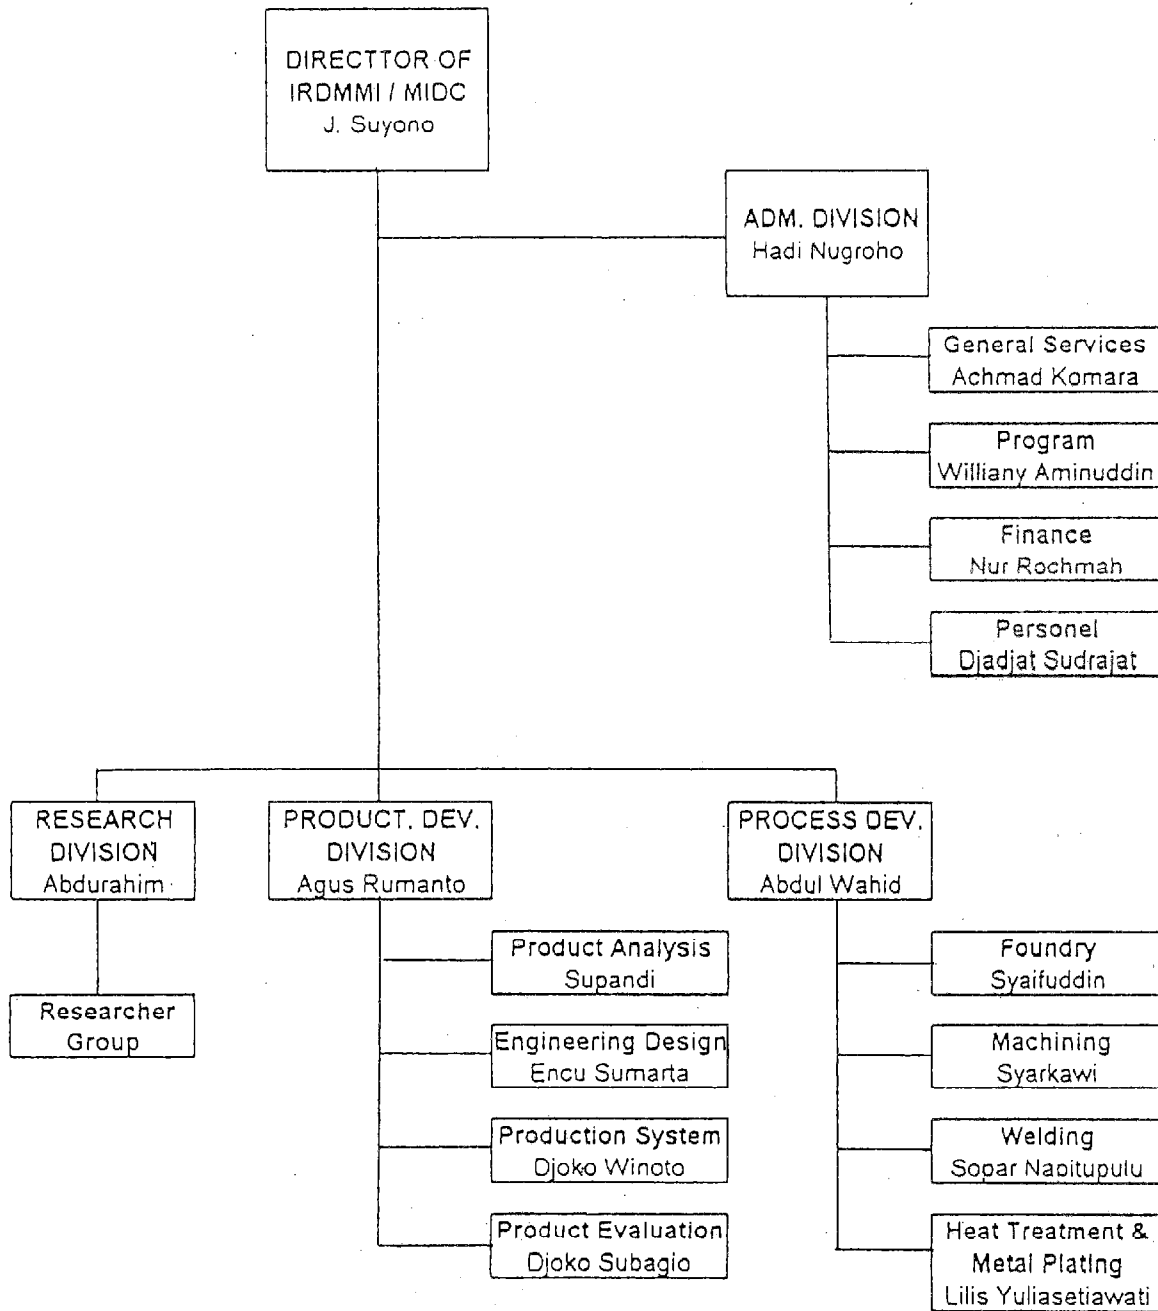 DIRECTTOR OF
IRDMMI / MIDC
J. Suyono
ADM. DIVISION
Hadi Nugroho
General Services
Achmad Komara
Program
Williany Aminuddin
Finance
Nur Rochmah
Personel
Djadjat Sudrajat
RESEARCH
DIVISION
Abdurahim
Researcher
Group
PRODUCT. DEV.
DIVISION
Agus Rumanto
Product Analysis
Supandi
Engineering Design
Encu Sumarta
Production System
Djoko Winoto
Product Evaluation
Djoko Subagio
PROCESS DEV.
DIVISION
Abdul Wahid
Foundry
Syaifuddin
Machining
Syarkawi
Welding
Sopar Napitupulu
Heat Treatment &
Metal Plating
Lilis Yuliasetiawati